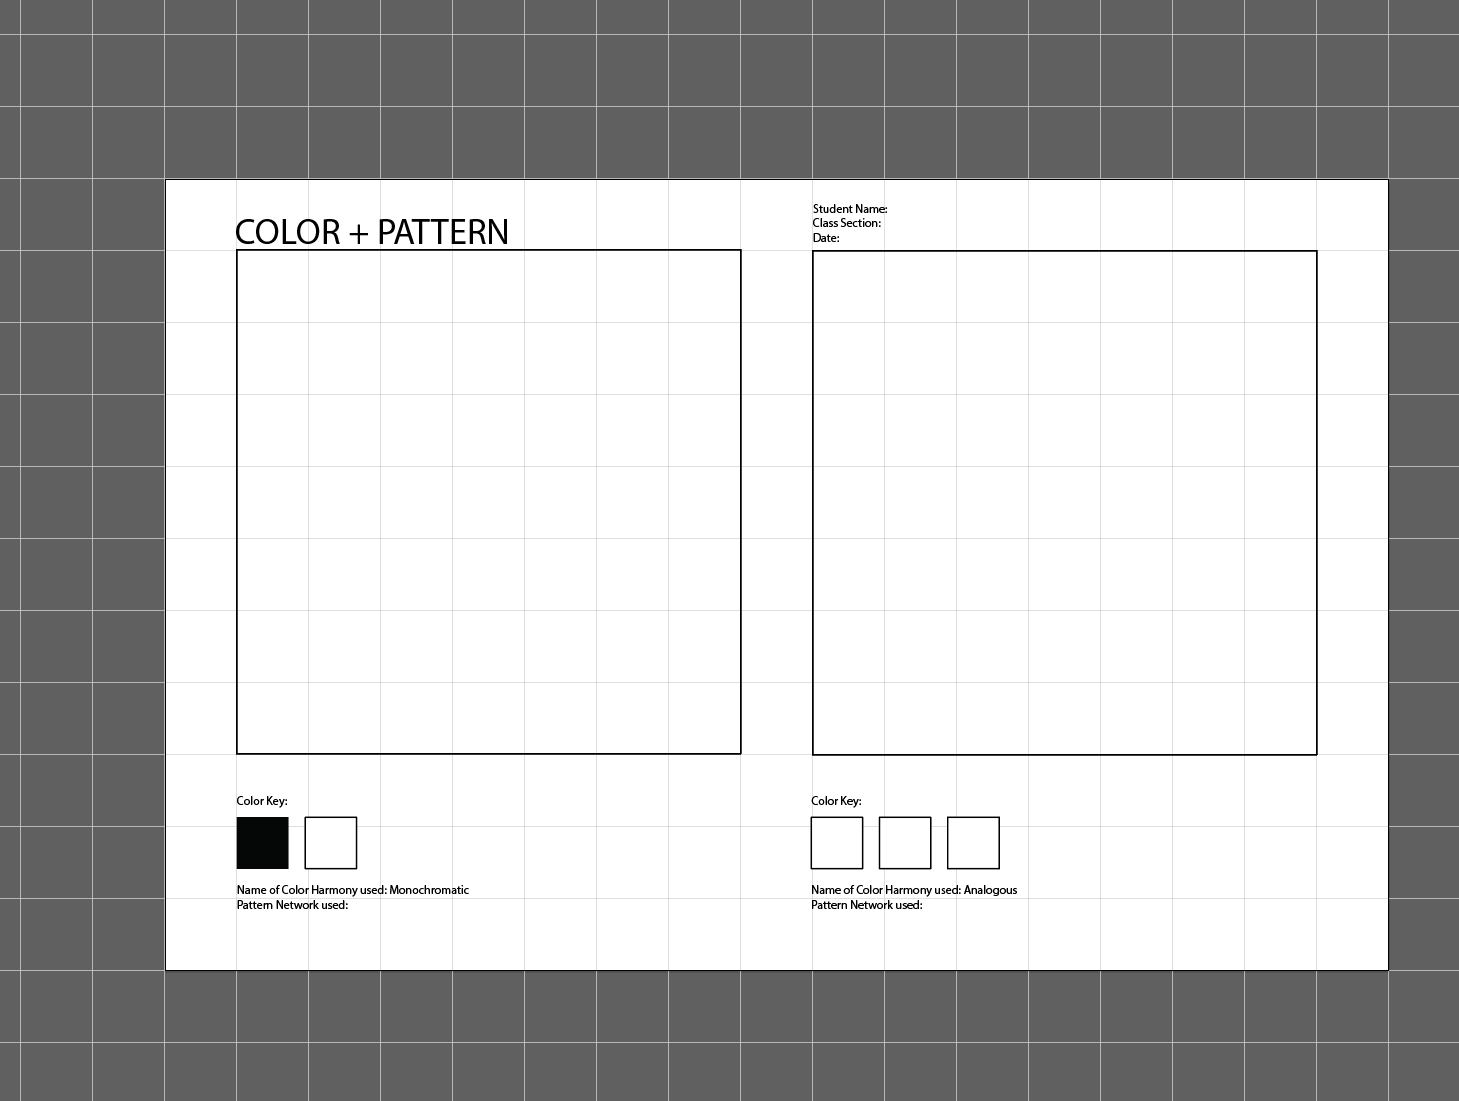 COLOR + PATTERN
Student Name:
Class Section:
Date:
Color Key:
Name of Color Harmony used: Monochromatic
Pattern Network used:
Color Key:
Name of Color Harmony used: Analogous
Pattern Network used: